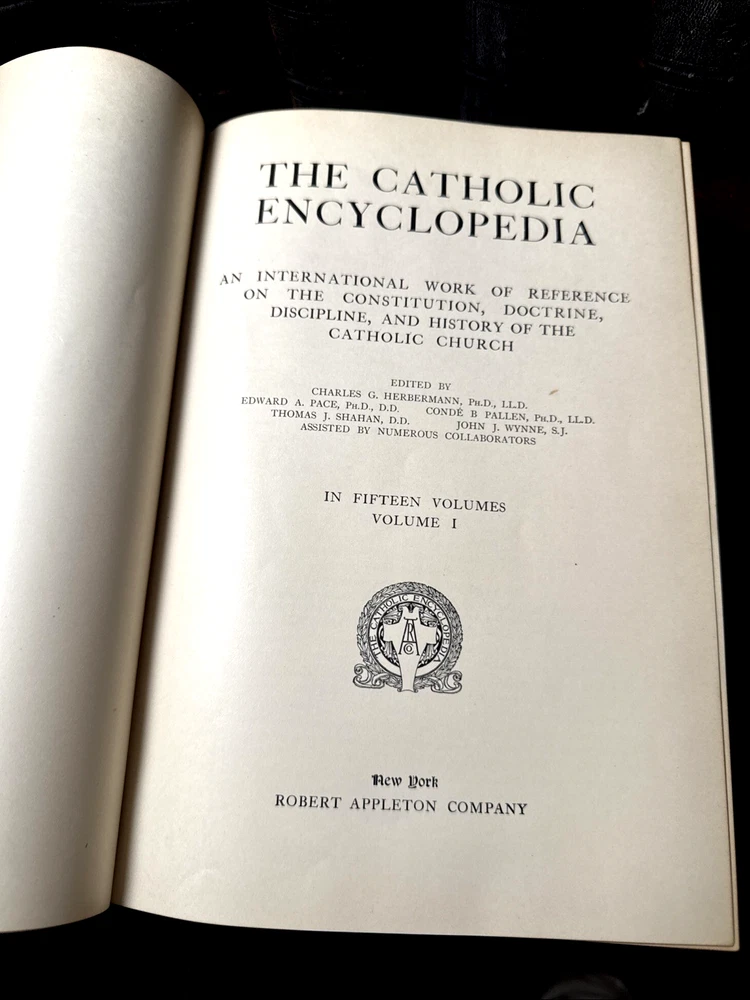 THE CATHOLIC
ENCYCLOPEDIA
AN INTERNATIONAL WORK OF REFERENCE
ON THE CONSTITUTION, DOCTRINE,
DISCIPLINE, AND HISTORY OF THE
CATHOLIC CHURCH
EDITED BY
CHARLES G. HERBERMANN, PH.D., LL.D.
EDWARD A. PACE, PH.D., D.D. CONDÉ B PALLEN, PH.D., LL.D.
THOMAS J. SHAHAN, D.D. JOHN J. WYNNE, S.J.
ASSISTED BY NUMEROUS COLLABORATORS
IN FIFTEEN VOLUMES
VOLUME I
THE CATHOLIC ENCYCLOPEDIA
RA Co
New York
ROBERT APPLETON COMPANY